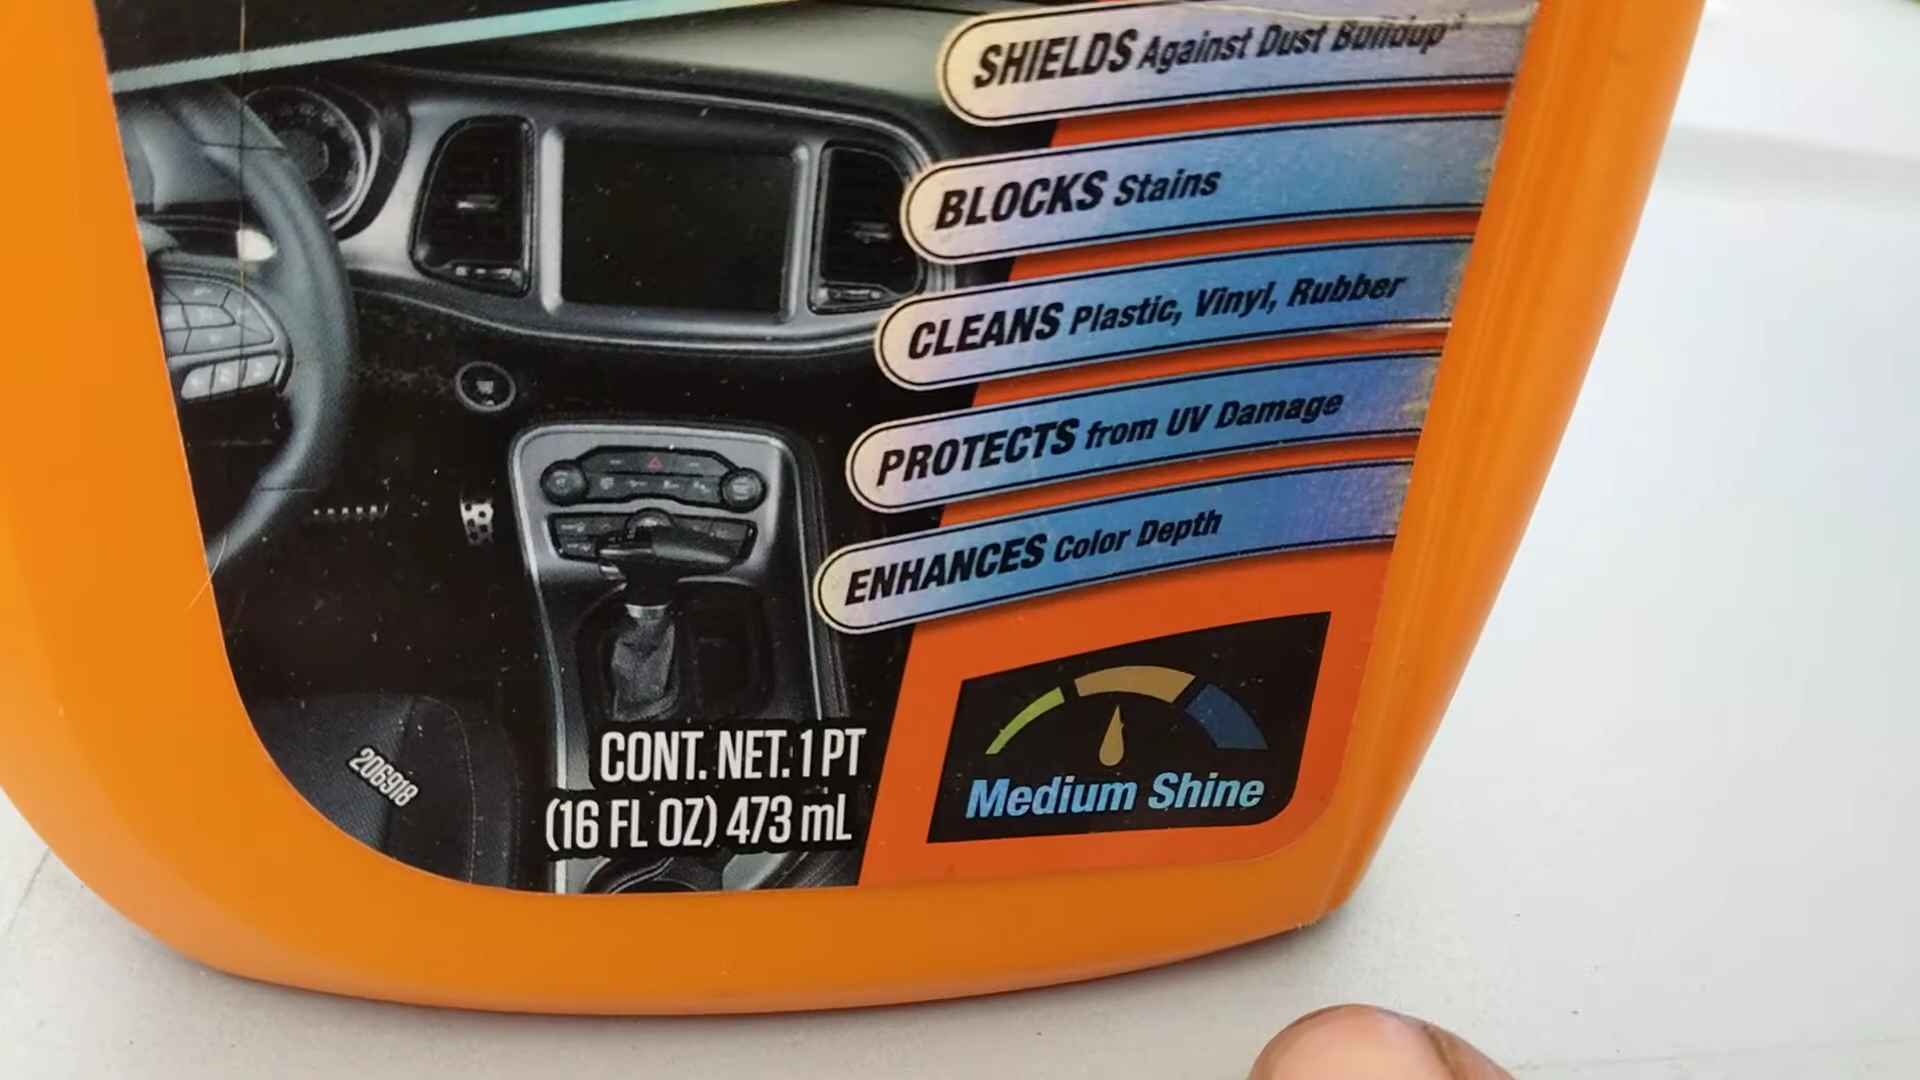 SHIELDS Against Dust Buildup*
BLOCKS Stains
CLEANS Plastic, Vinyl, Rubber
PROTECTS from UV Damage
ENHANCES Color Depth
Medium Shine
CONT. NET. 1 PT
(16 FL OZ) 473 mL
206918